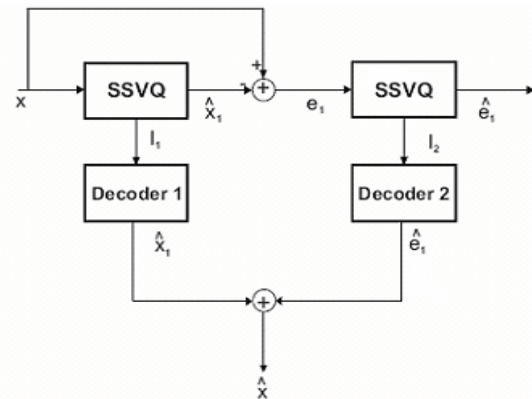 +
x
SSVQ
-
x̂₁
+
e₁
SSVQ
ê₁
I₁
I₂
Decoder 1
Decoder 2
x̂₁
ê₁
+
x̂